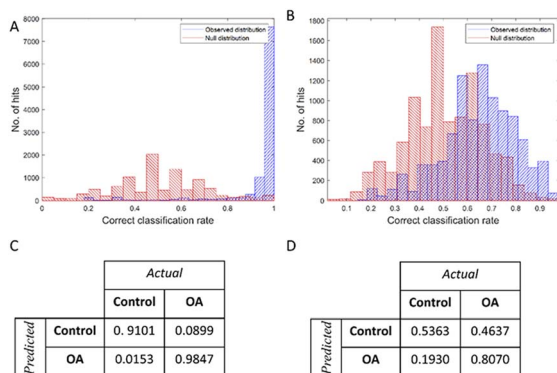 A
B
8000
7000
6000
5000
4000
3000
2000
1000
0
No. of hits
Observed distribution
Null distribution
0 0.2 0.4 0.6 0.8 1
Correct classification rate
1800
1600
1400
1200
1000
800
600
400
200
0
No. of hits
Observed distribution
Null distribution
0.1 0.2 0.3 0.4 0.5 0.6 0.7 0.8 0.9
Correct classification rate
C
Actual
Control OA
Predicted
Control 0. 9101 0.0899
OA 0.0153 0.9847
D
Actual
Control OA
Predicted
Control 0.5363 0.4637
OA 0.1930 0.8070